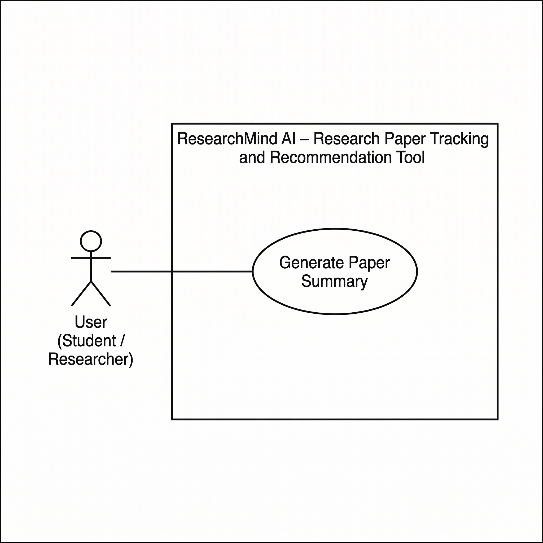 ResearchMind AI – Research Paper Tracking
and Recommendation Tool
Generate Paper
Summary
User
(Student /
Researcher)